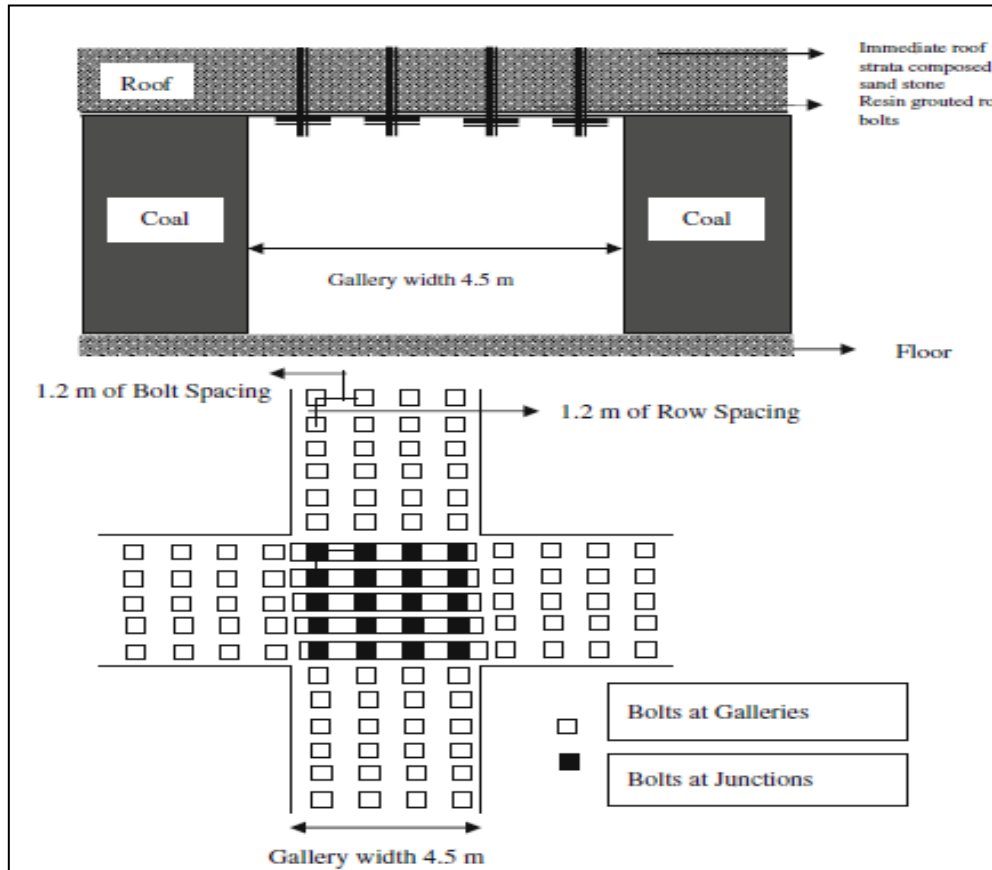 Roof
Immediate roof
strata composed
sand stone
Resin grouted ro
bolts
Coal
Coal
Gallery width 4.5 m
Floor
1.2 m of Bolt Spacing
1.2 m of Row Spacing
Bolts at Galleries
Bolts at Junctions
Gallery width 4.5 m